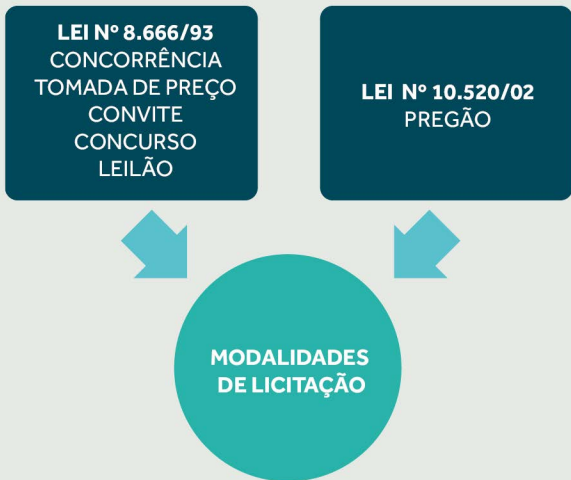 LEI Nº 8.666/93
CONCORRÊNCIA
TOMADA DE PREÇO
CONVITE
CONCURSO
LEILÃO
LEI Nº 10.520/02
PREGÃO
MODALIDADES
DE LICITAÇÃO